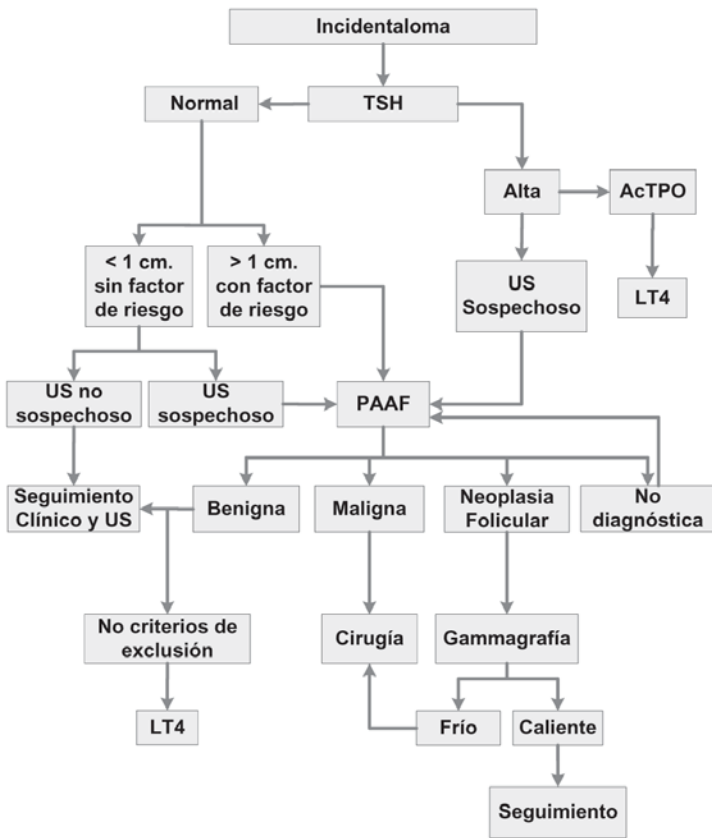 Incidentaloma
Normal
TSH
Alta
AcTPO
< 1 cm.
sin factor
de riesgo
> 1 cm.
con factor
de riesgo
US
Sospechoso
LT4
US no
sospechoso
US
sospechoso
PAAF
Seguimiento
Clínico y US
Benigna
Maligna
Neoplasia
Folicular
No
diagnóstica
No criterios de
exclusión
Cirugía
Gammagrafía
LT4
Frío
Caliente
Seguimiento